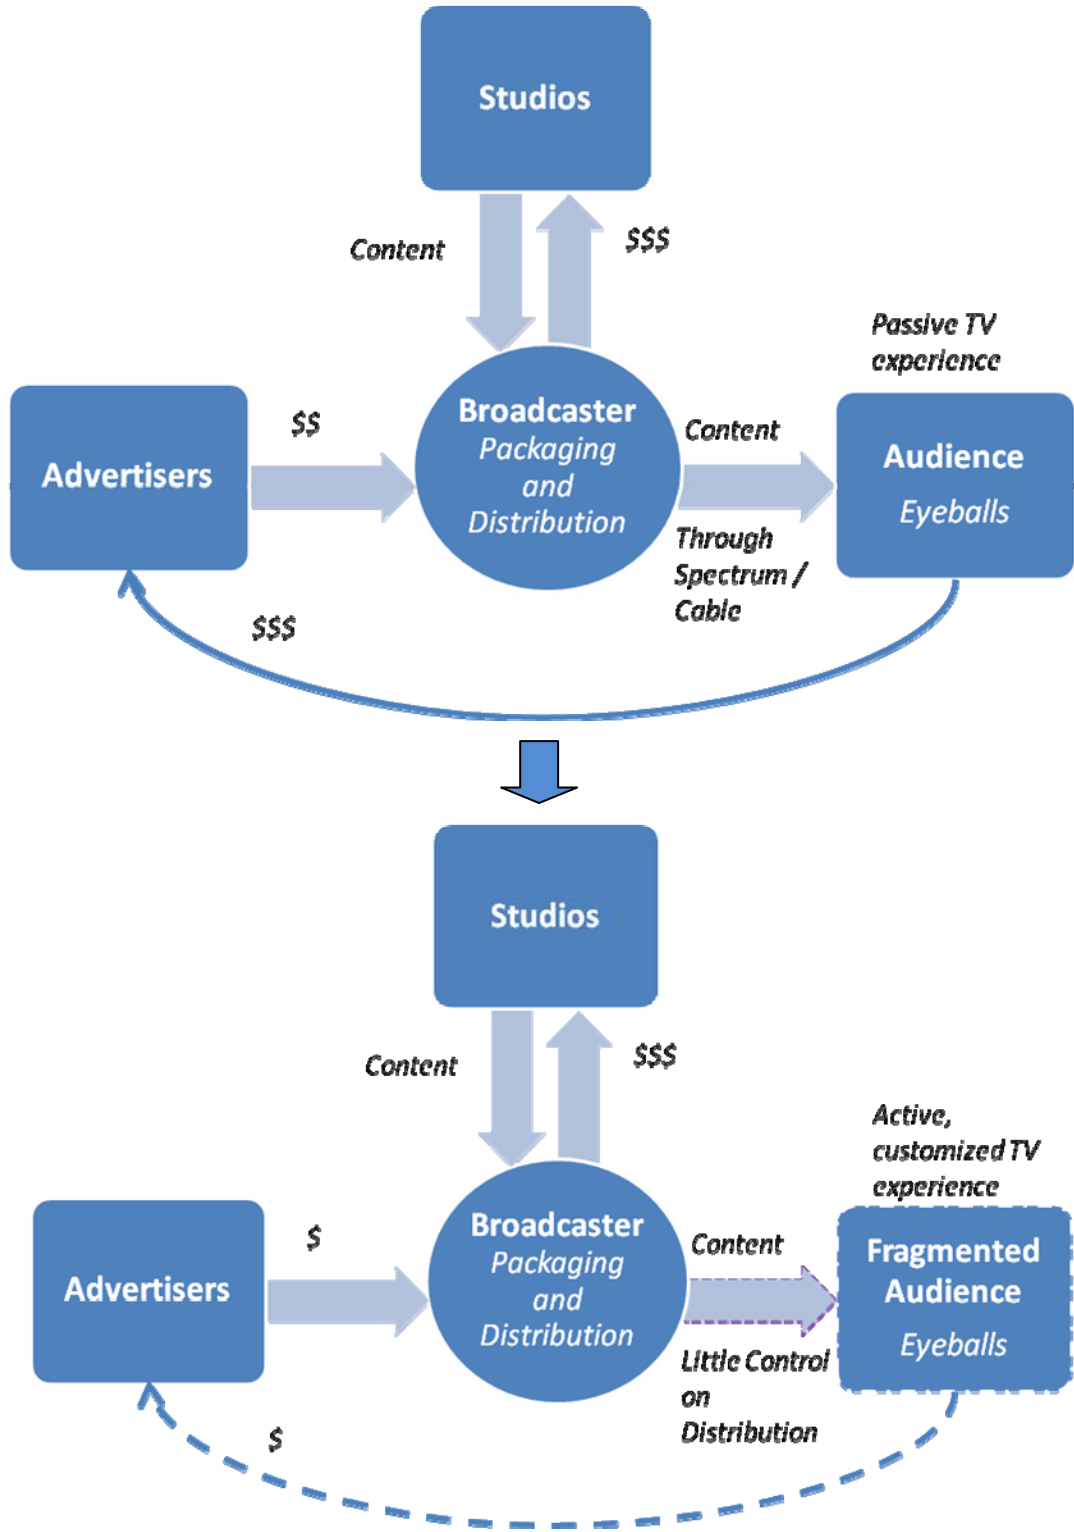 Studios
Content
$$$
Passive TV
experience
Advertisers
$$
Broadcaster
Packaging
and
Distribution
Content
Through
Spectrum /
Cable
Audience
Eyeballs
$$$
Studios
Content
$$$
Active,
customized TV
experience
Advertisers
$
Broadcaster
Packaging
and
Distribution
Content
Little Control
on
Distribution
Fragmented
Audience
Eyeballs
$